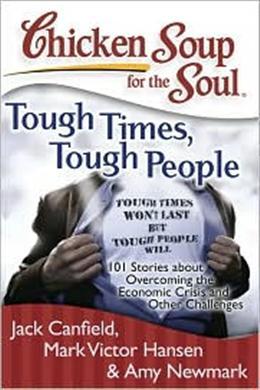 Chicken Soup
for the Soul®
Tough Times,
Tough People
TOUGH TIMES
WON'T LAST
BUT
TOUGH PEOPLE
WILL
101 Stories about
Overcoming the
Economic Crisis and
Other Challenges
Jack Canfield,
Mark Victor Hansen
& Amy Newmark